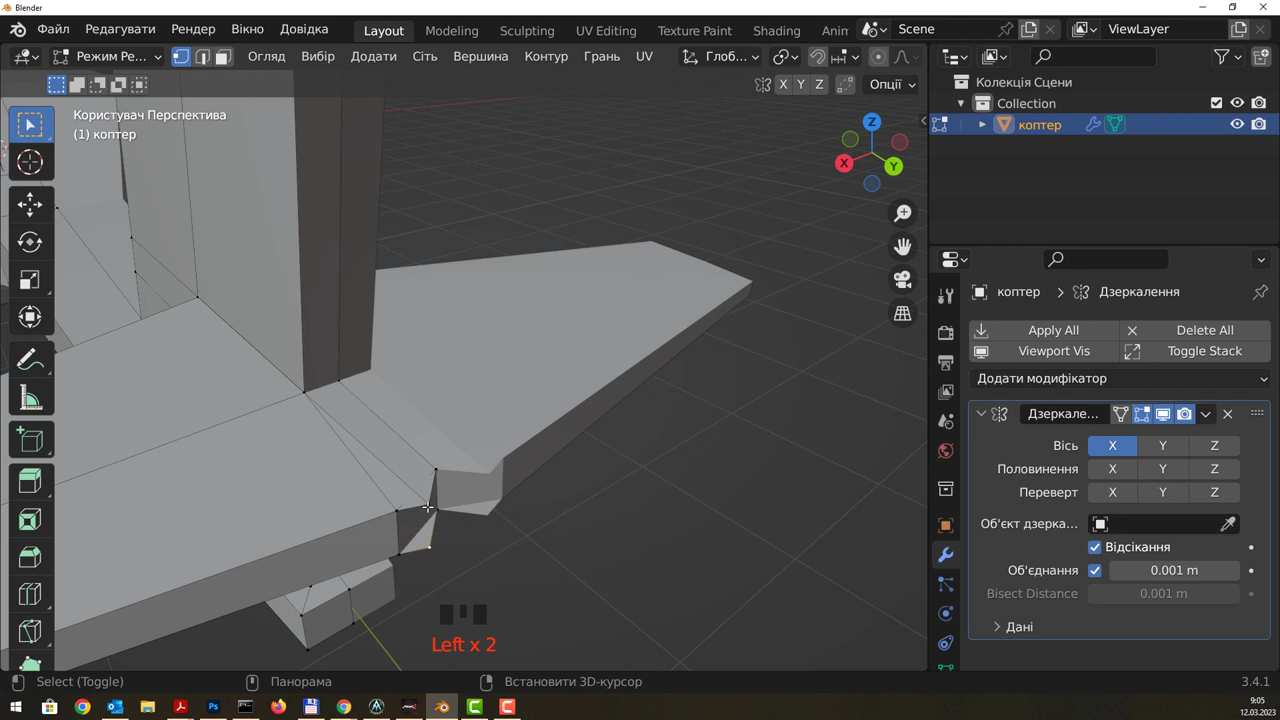 Blender
Файл Редагувати Рендер Вікно Довідка Layout Modeling Sculpting UV Editing Texture Paint Shading Anin Scene ViewLayer
Режим Ре... Огляд Вибір Додати Сіть Вершина Контур Грань UV Глоб...
X Y Z Опції
Користувач Перспектива
(1) коптер
Z
X
Y
Left x 2
Колекція Сцени
Collection
коптер
коптер > Дзеркалення
Apply All Delete All
Viewport Vis Toggle Stack
Додати модифікатор
Дзеркале...
Вісь X Y Z
Половинення X Y Z
Переверт X Y Z
Об'єкт дзерка...
Відсікання
Об'єднання 0.001 m
Bisect Distance 0.001 m
Дані
Select (Toggle) Панорама Встановити 3D-курсор 3.4.1
9:05
12.03.2023